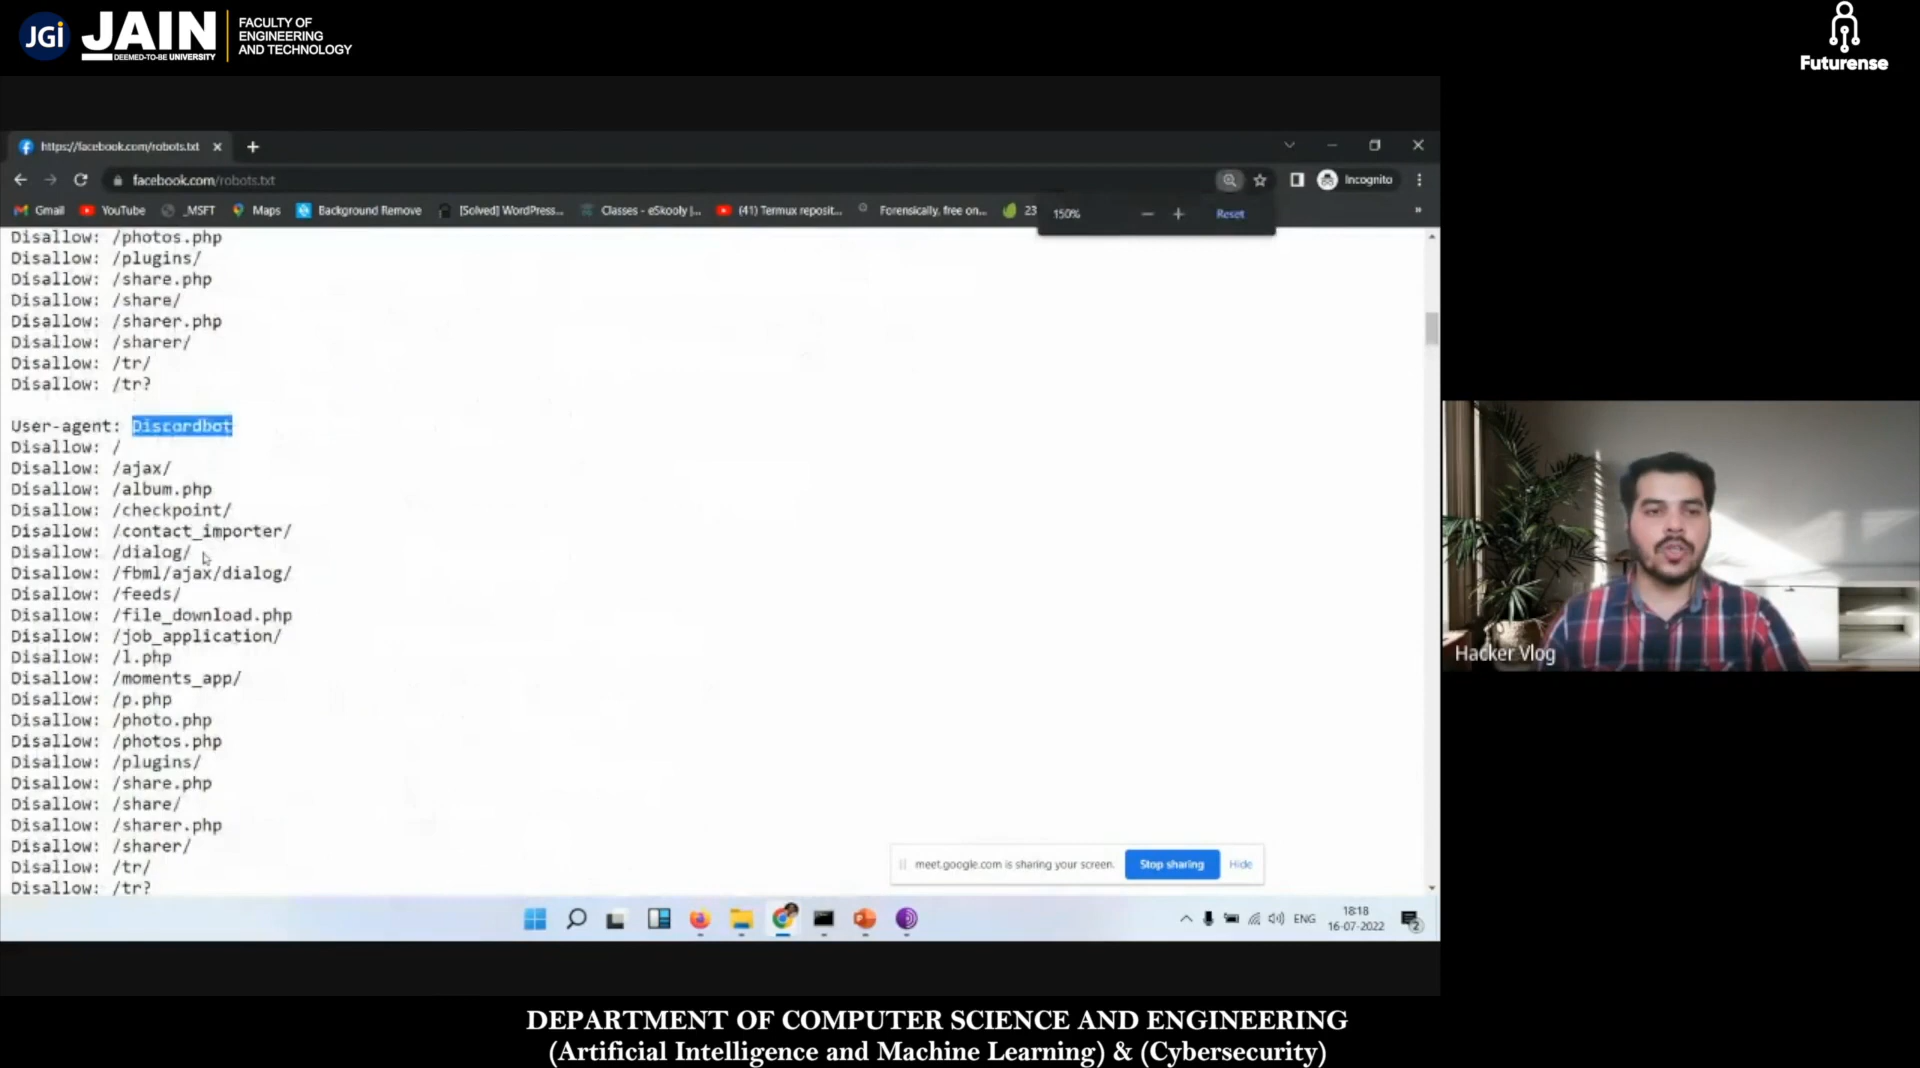 JGi JAIN
DEEMED-TO-BE UNIVERSITY
FACULTY OF
ENGINEERING
AND TECHNOLOGY
Futurense
https://facebook.com/robots.txt
facebook.com/robots.txt
Incognito
Gmail YouTube _MSFT Maps Background Remove [Solved] WordPress... Classes - eSkooly |... (41) Termux reposit... Forensically, free on... 23
150% Reset
Disallow: /photos.php
Disallow: /plugins/
Disallow: /share.php
Disallow: /share/
Disallow: /sharer.php
Disallow: /sharer/
Disallow: /tr/
Disallow: /tr?
User-agent: Discordbot
Disallow: /
Disallow: /ajax/
Disallow: /album.php
Disallow: /checkpoint/
Disallow: /contact_importer/
Disallow: /dialog/
Disallow: /fbml/ajax/dialog/
Disallow: /feeds/
Disallow: /file_download.php
Disallow: /job_application/
Disallow: /l.php
Disallow: /moments_app/
Disallow: /p.php
Disallow: /photo.php
Disallow: /photos.php
Disallow: /plugins/
Disallow: /share.php
Disallow: /share/
Disallow: /sharer.php
Disallow: /sharer/
Disallow: /tr/
Disallow: /tr?
Hacker Vlog
meet.google.com is sharing your screen. Stop sharing Hide
ENG
18:18
16-07-2022
2
DEPARTMENT OF COMPUTER SCIENCE AND ENGINEERING
(Artificial Intelligence and Machine Learning) & (Cybersecurity)